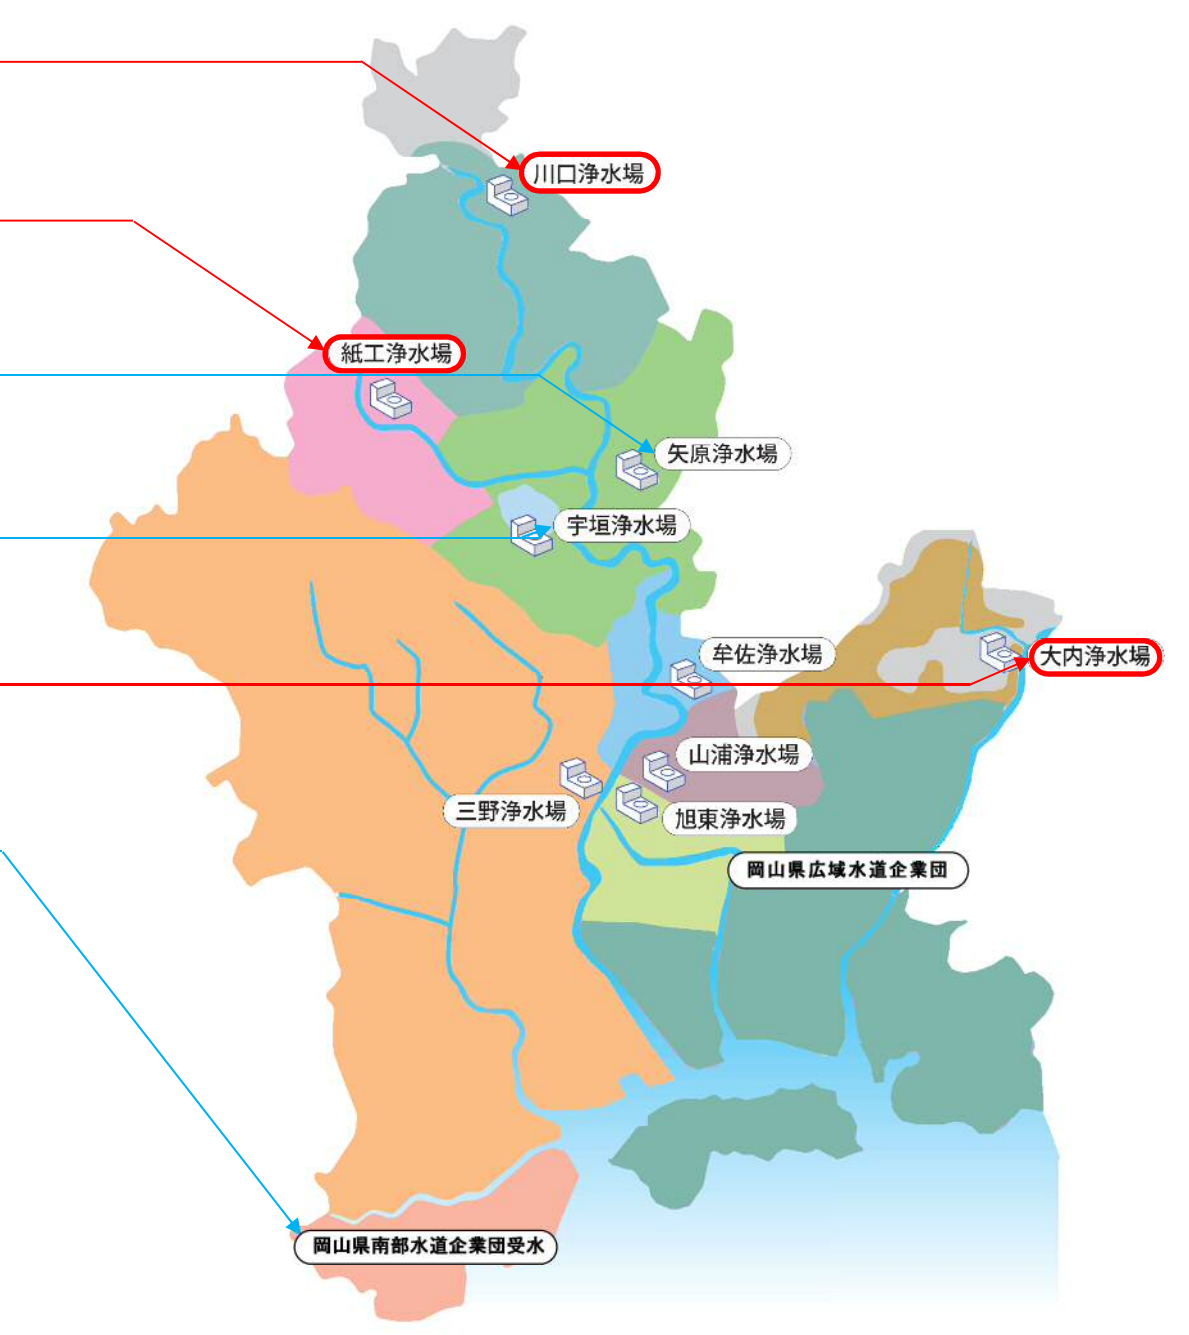 川口浄水場
紙工浄水場
矢原浄水場
宇垣浄水場
牟佐浄水場
大内浄水場
山浦浄水場
三野浄水場
旭東浄水場
岡山県広域水道企業団
岡山県南部水道企業団受水